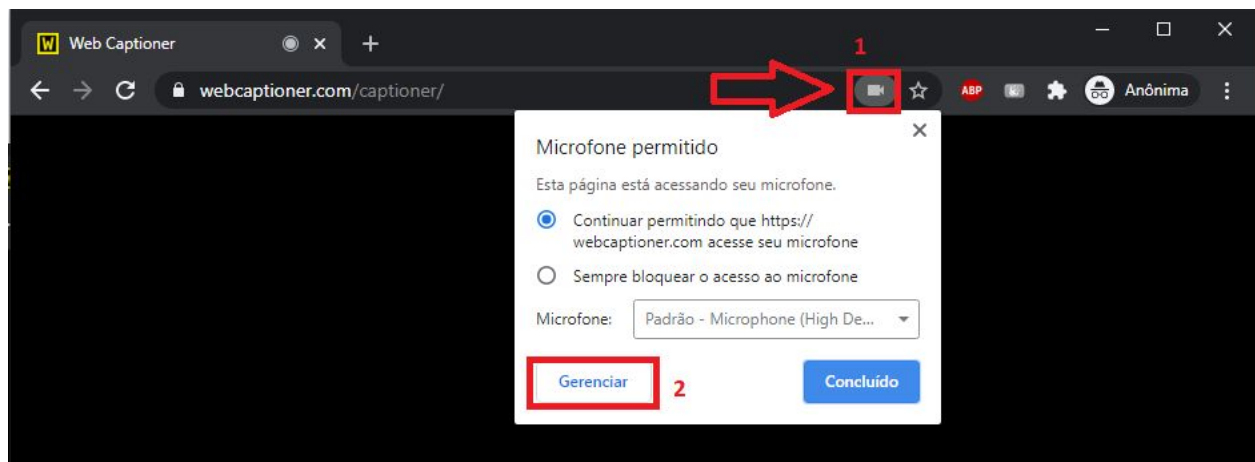 W Web Captioner
1
webcaptioner.com/captioner/
ABP
Anônima
Microfone permitido
Esta página está acessando seu microfone.
Continuar permitindo que https://
webcaptioner.com acesse seu microfone
Sempre bloquear o acesso ao microfone
Microfone: Padrão - Microphone (High De...
Gerenciar
2
Concluído